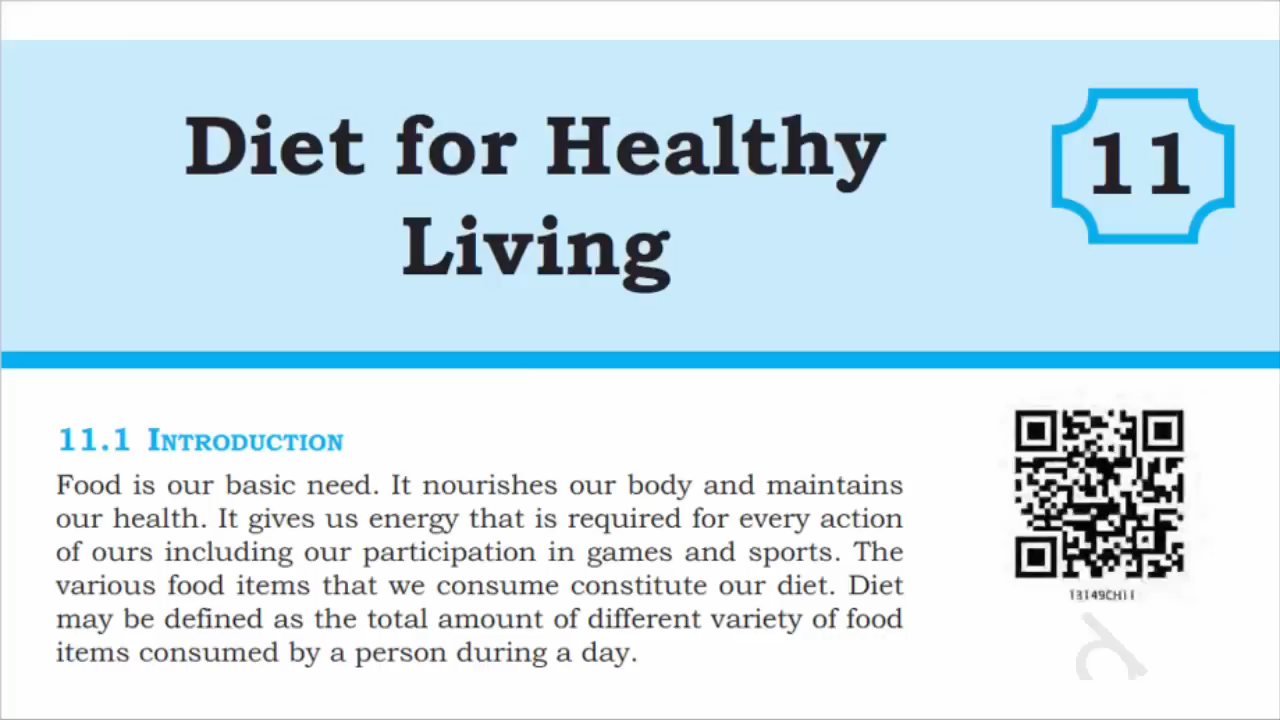 Diet for Healthy
Living
11
11.1 Introduction
Food is our basic need. It nourishes our body and maintains
our health. It gives us energy that is required for every action
of ours including our participation in games and sports. The
various food items that we consume constitute our diet. Diet
may be defined as the total amount of different variety of food
items consumed by a person during a day.
13149CH11